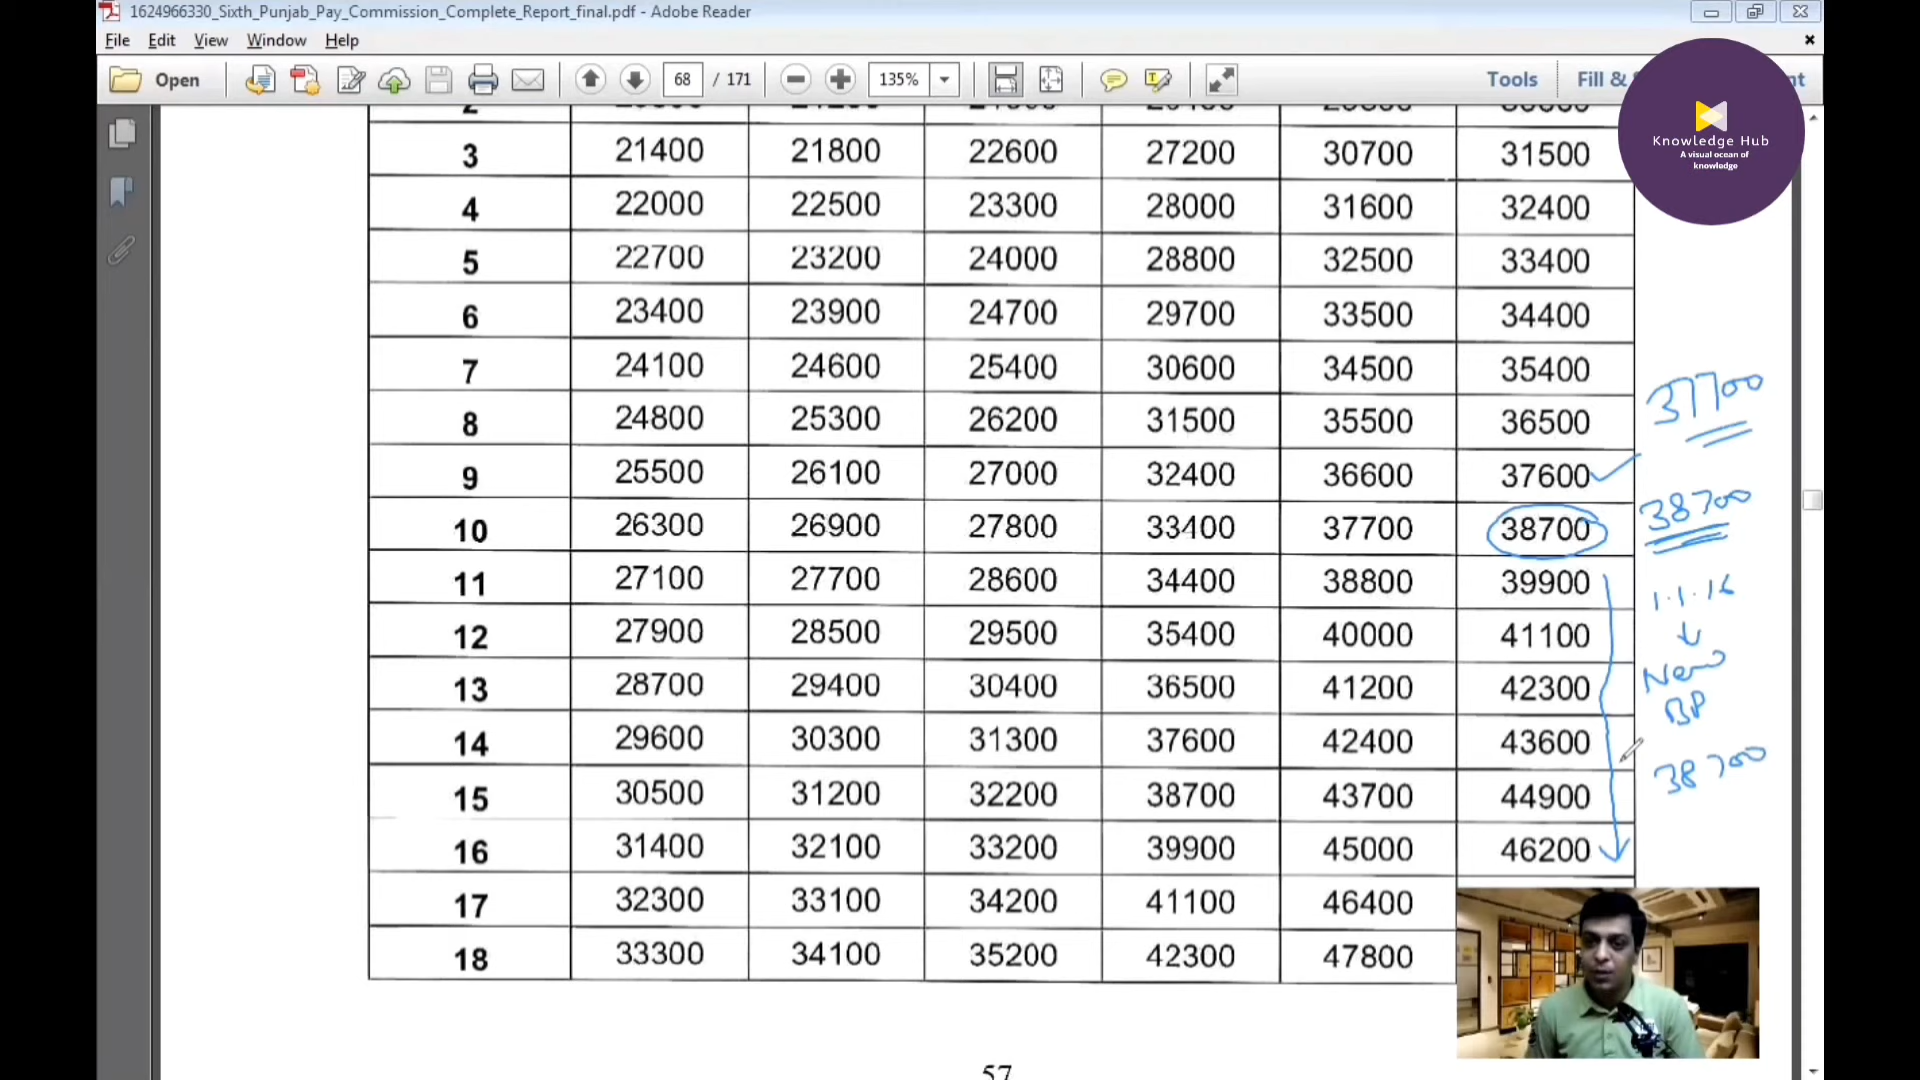 1624966330_Sixth_Punjab_Pay_Commission_Complete_Report_final.pdf - Adobe Reader
File Edit View Window Help
Open 68 / 171 135% Tools Fill &
Knowledge Hub
A visual ocean of
knowledge
3 21400 21800 22600 27200 30700 31500
4 22000 22500 23300 28000 31600 32400
5 22700 23200 24000 28800 32500 33400
6 23400 23900 24700 29700 33500 34400
7 24100 24600 25400 30600 34500 35400
37700
8 24800 25300 26200 31500 35500 36500
9 25500 26100 27000 32400 36600 37600
38700
10 26300 26900 27800 33400 37700 38700
11 27100 27700 28600 34400 38800 39900
1.1.16
12 27900 28500 29500 35400 40000 41100
New
13 28700 29400 30400 36500 41200 42300
BP
14 29600 30300 31300 37600 42400 43600
38700
15 30500 31200 32200 38700 43700 44900
16 31400 32100 33200 39900 45000 46200
17 32300 33100 34200 41100 46400
18 33300 34100 35200 42300 47800
57